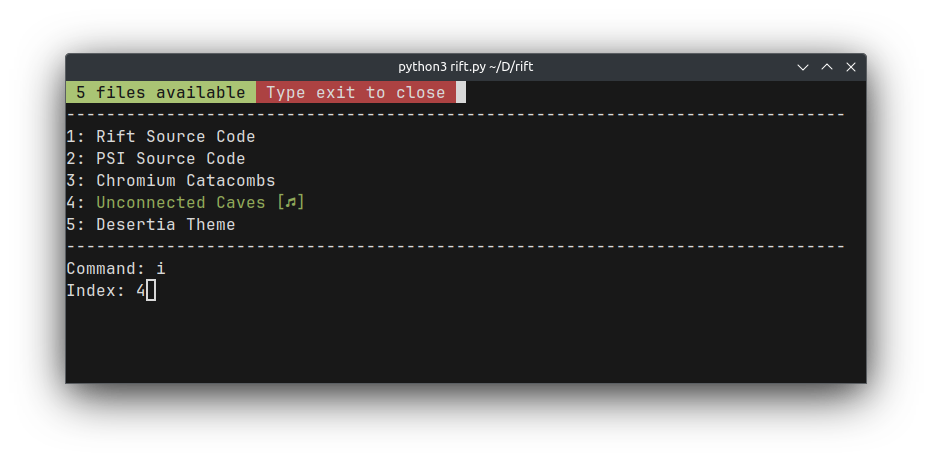 python3 rift.py ~/D/rift
5 files available Type exit to close
------------------------------------------------------------------------------
1: Rift Source Code
2: PSI Source Code
3: Chromium Catacombs
4: Unconnected Caves [♫]
5: Desertia Theme
------------------------------------------------------------------------------
Command: i
Index: 4